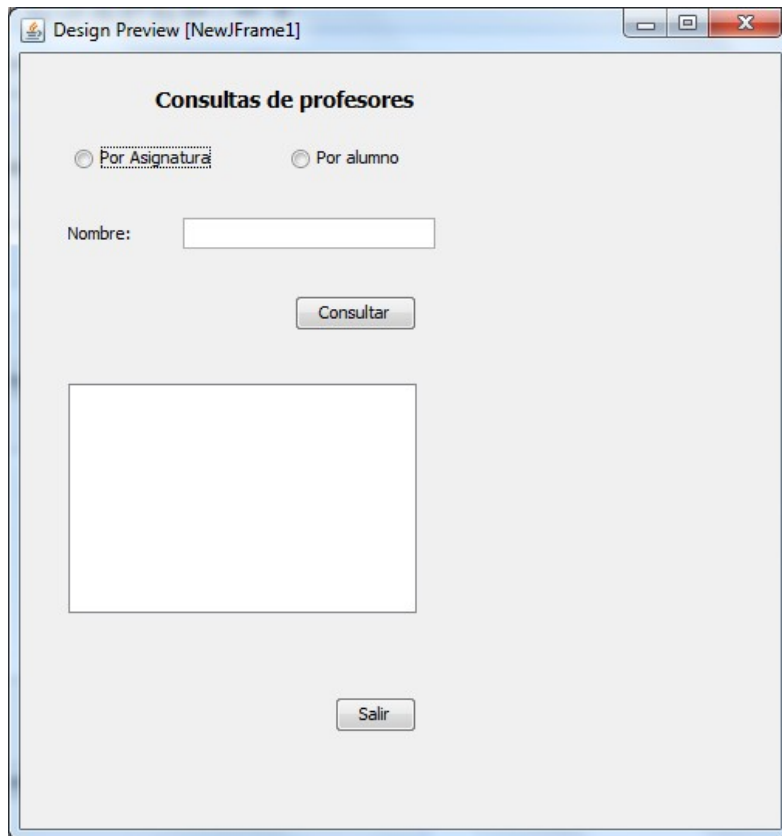 Design Preview [NewJFrame1]
Consultas de profesores
Por Asignatura Por alumno
Nombre:
Consultar
Salir